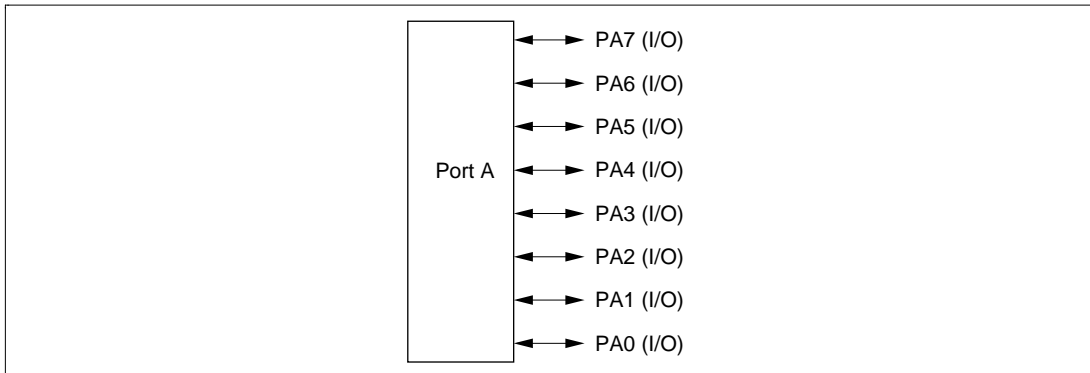 PA7 (I/O)
PA6 (I/O)
PA5 (I/O)
Port A
PA4 (I/O)
PA3 (I/O)
PA2 (I/O)
PA1 (I/O)
PA0 (I/O)